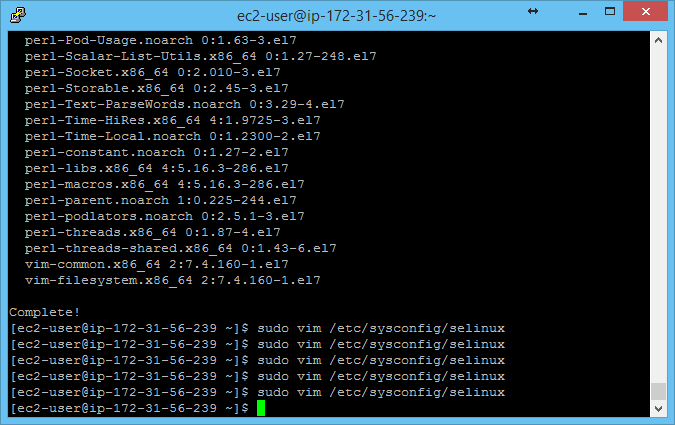 ec2-user@ip-172-31-56-239:~
perl-Pod-Usage.noarch 0:1.63-3.el7
perl-Scalar-List-Utils.x86_64 0:1.27-248.el7
perl-Socket.x86_64 0:2.010-3.el7
perl-Storable.x86_64 0:2.45-3.el7
perl-Text-ParseWords.noarch 0:3.29-4.el7
perl-Time-HiRes.x86_64 4:1.9725-3.el7
perl-Time-Local.noarch 0:1.2300-2.el7
perl-constant.noarch 0:1.27-2.el7
perl-libs.x86_64 4:5.16.3-286.el7
perl-macros.x86_64 4:5.16.3-286.el7
perl-parent.noarch 1:0.225-244.el7
perl-podlators.noarch 0:2.5.1-3.el7
perl-threads.x86_64 0:1.87-4.el7
perl-threads-shared.x86_64 0:1.43-6.el7
vim-common.x86_64 2:7.4.160-1.el7
vim-filesystem.x86_64 2:7.4.160-1.el7
Complete!
[ec2-user@ip-172-31-56-239 ~]$ sudo vim /etc/sysconfig/selinux
[ec2-user@ip-172-31-56-239 ~]$ sudo vim /etc/sysconfig/selinux
[ec2-user@ip-172-31-56-239 ~]$ sudo vim /etc/sysconfig/selinux
[ec2-user@ip-172-31-56-239 ~]$ sudo vim /etc/sysconfig/selinux
[ec2-user@ip-172-31-56-239 ~]$ sudo vim /etc/sysconfig/selinux
[ec2-user@ip-172-31-56-239 ~]$